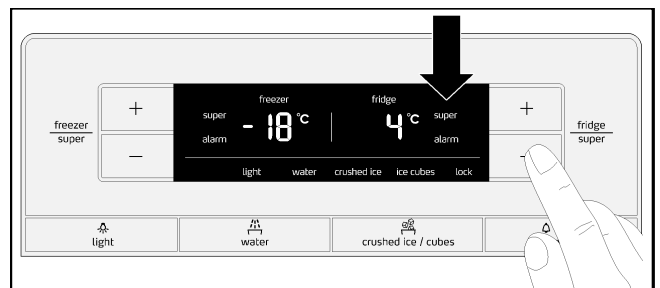 freezer fridge
freezer
super
+
−
super
alarm
- 18 °C
4 °C
super
alarm
light water crushed ice ice cubes lock
+
−
fridge
super
light water crushed ice / cubes